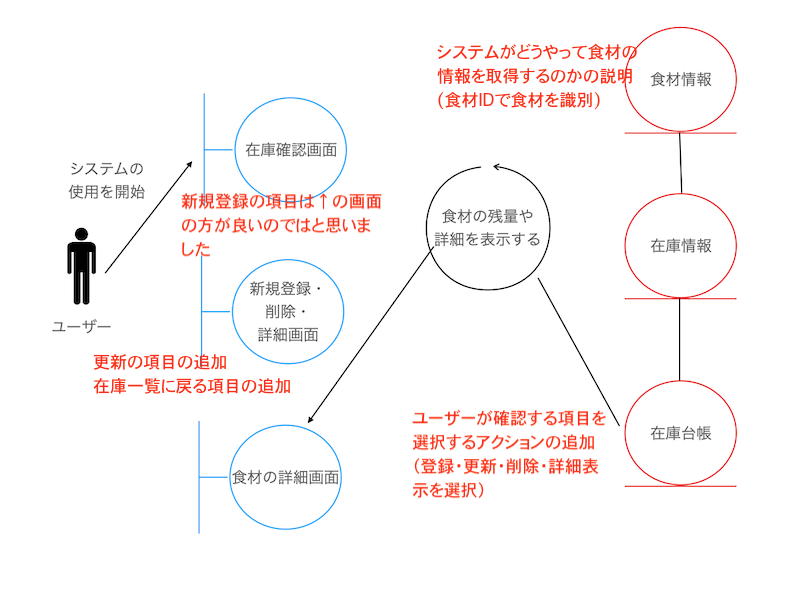 システムがどうやって食材の
情報を取得するのかの説明
(食材IDで食材を識別)
食材情報
在庫確認画面
システムの
使用を開始
新規登録の項目は↑の画面
の方が良いのではと思いま
した
食材の残量や
詳細を表示する
在庫情報
新規登録・
削除・
詳細画面
ユーザー
更新の項目の追加
在庫一覧に戻る項目の追加
ユーザーが確認する項目を
選択するアクションの追加
(登録・更新・削除・詳細表
示を選択)
在庫台帳
食材の詳細画面